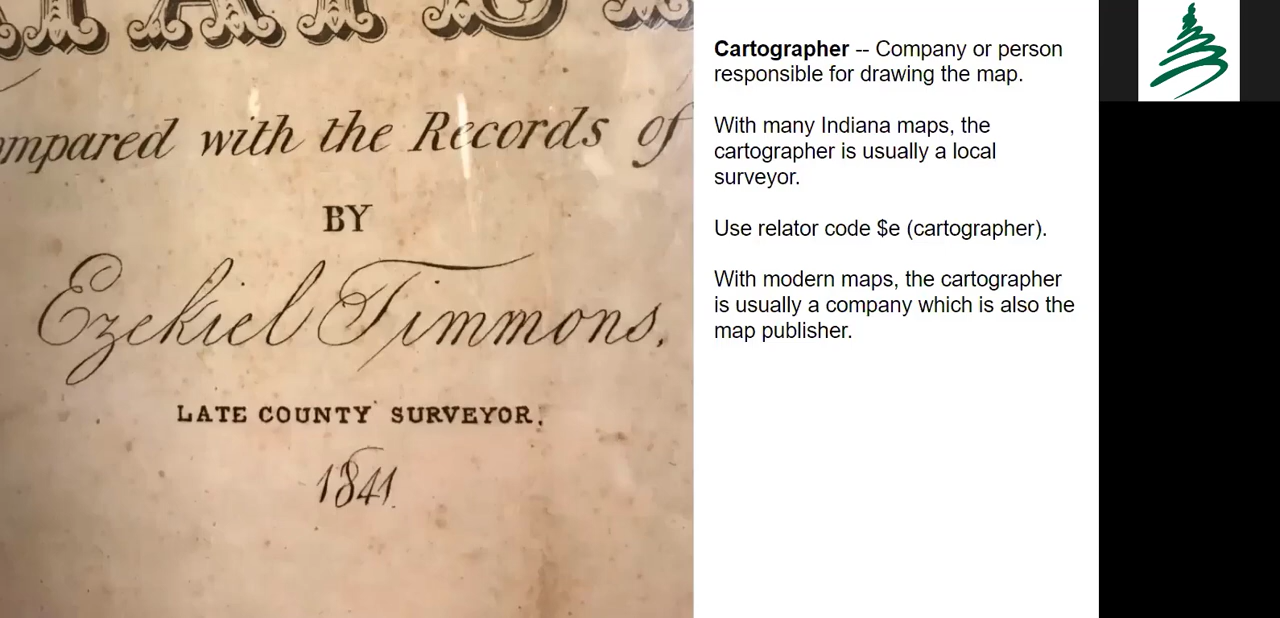 compared with the Records of
BY
Ezekiel Timmons,
LATE COUNTY SURVEYOR,
1841.
Cartographer -- Company or person
responsible for drawing the map.
With many Indiana maps, the
cartographer is usually a local
surveyor.
Use relator code $e (cartographer).
With modern maps, the cartographer
is usually a company which is also the
map publisher.